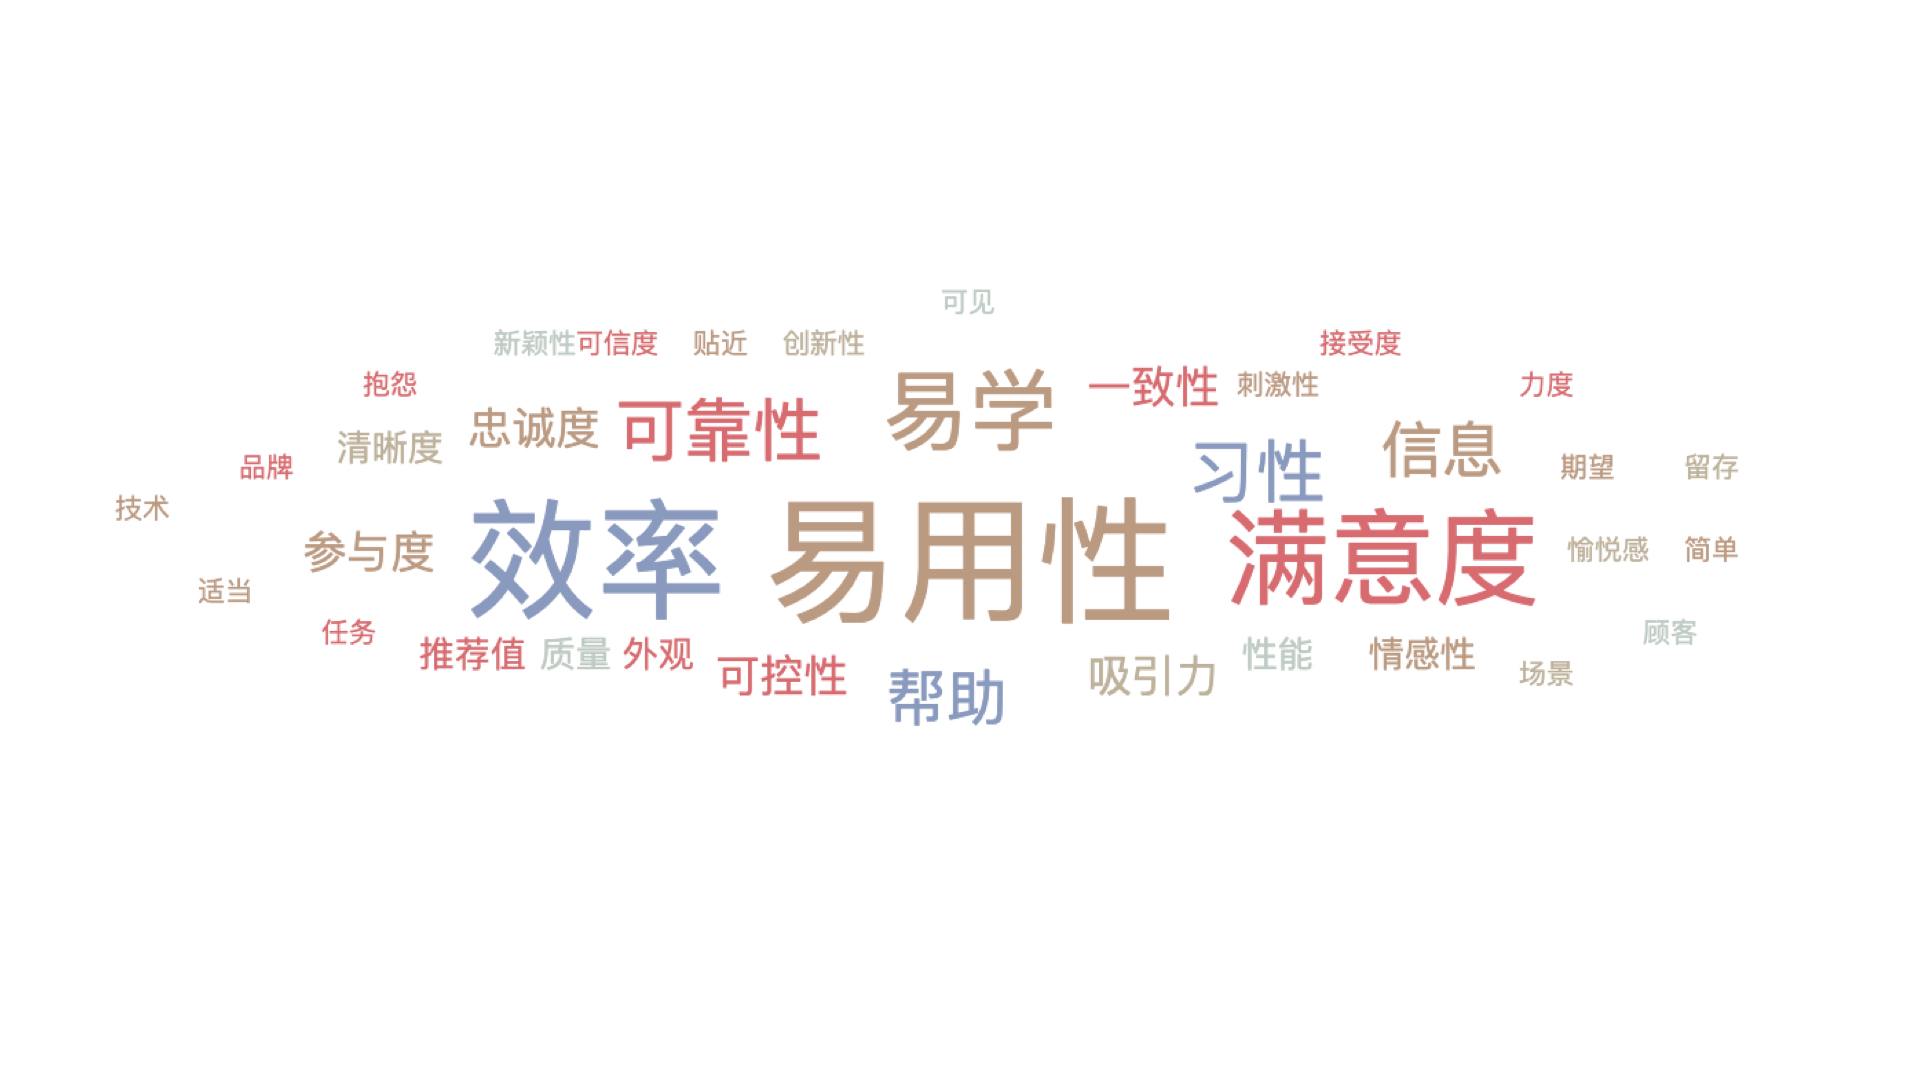 可见
新颖性 可信度 贴近 创新性 接受度
抱怨 易学 一致性 刺激性 力度
清晰度 忠诚度 可靠性 习性 信息
品牌 期望 留存
技术 参与度 效率 易用性 满意度 愉悦感 简单
适当
任务 推荐值 质量 外观 可控性 帮助 吸引力 性能 情感性 场景 顾客